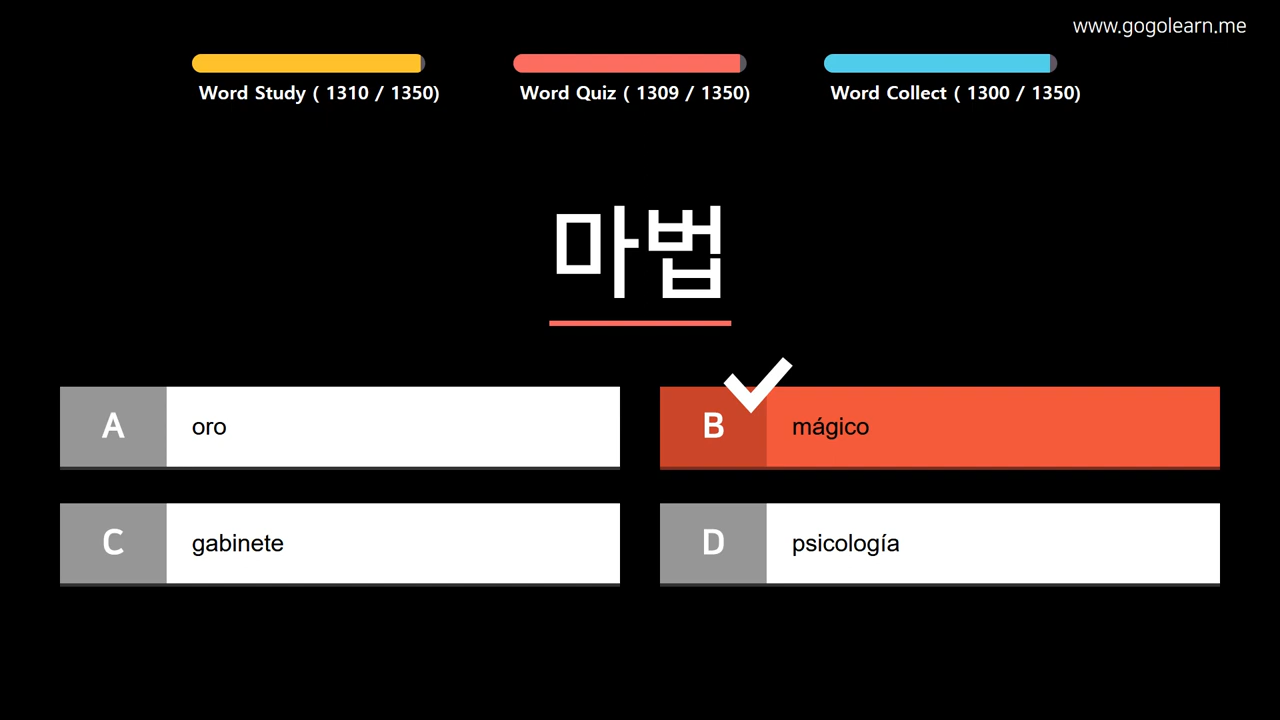 www.gogolearn.me
Word Study ( 1310 / 1350)
Word Quiz ( 1309 / 1350)
Word Collect ( 1300 / 1350)
마법
A oro
B mágico
C gabinete
D psicología